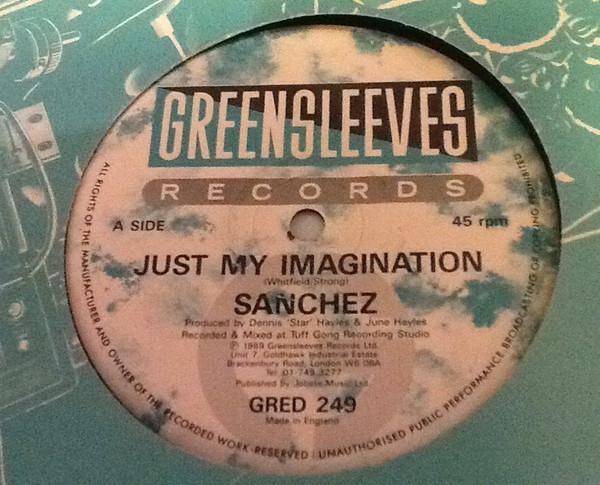 GREENSLEEVES
RECORDS
A SIDE
45 rpm
JUST MY IMAGINATION
(Whitfield/Strong)
SANCHEZ
Produced by Dennis 'Star' Hayles & June Hayles
Recorded & Mixed at Tuff Gong Recording Studio
℗ 1989 Greensleeves Records Ltd.
Unit 7, Goldhawk Industrial Estate
Brackenbury Road, London W6 0BA
Tel: 01-749 3277
Published by Jobete Music Ltd.
GRED 249
Made in England
ALL RIGHTS OF THE MANUFACTURER AND OWNER OF THE RECORDED WORK RESERVED · UNAUTHORISED PUBLIC PERFORMANCE BROADCASTING OR COPYING PROHIBITED